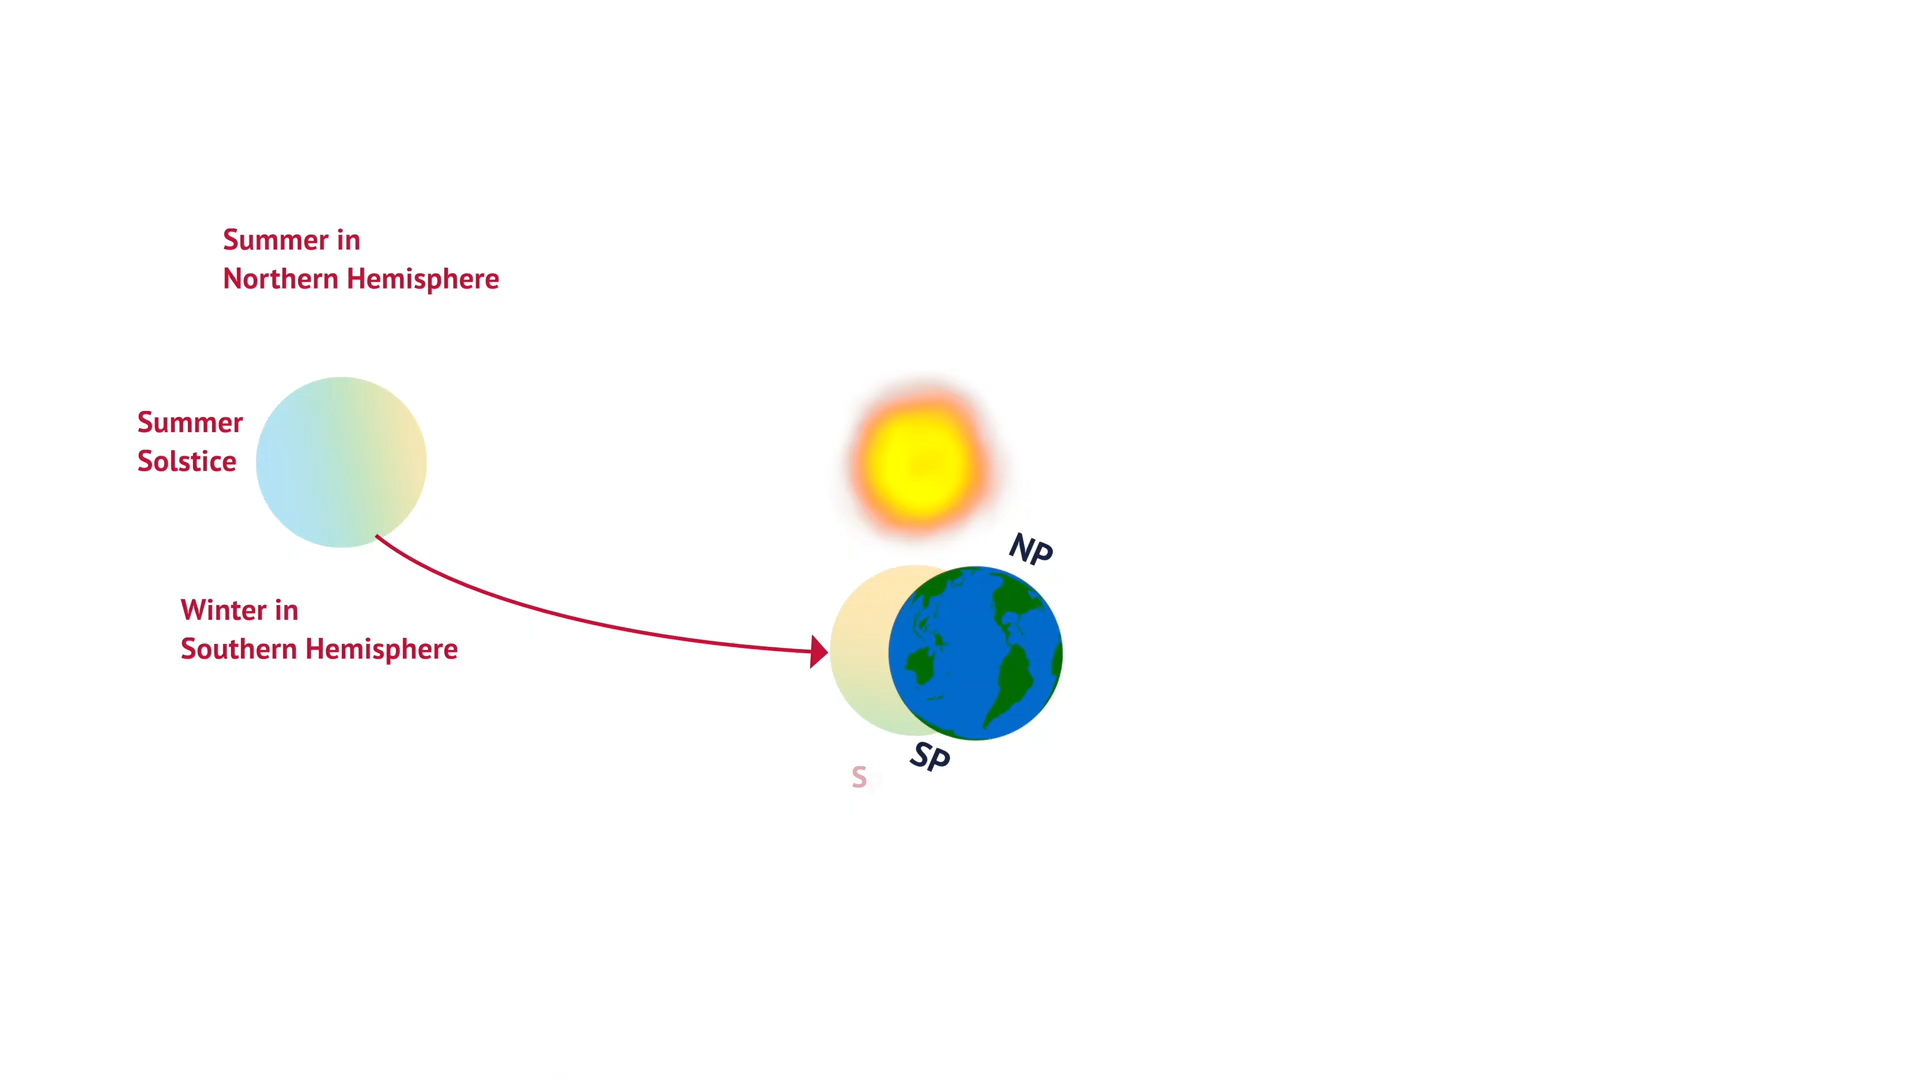 Summer in
Northern Hemisphere
Summer
Solstice
NP
Winter in
Southern Hemisphere
SP
S